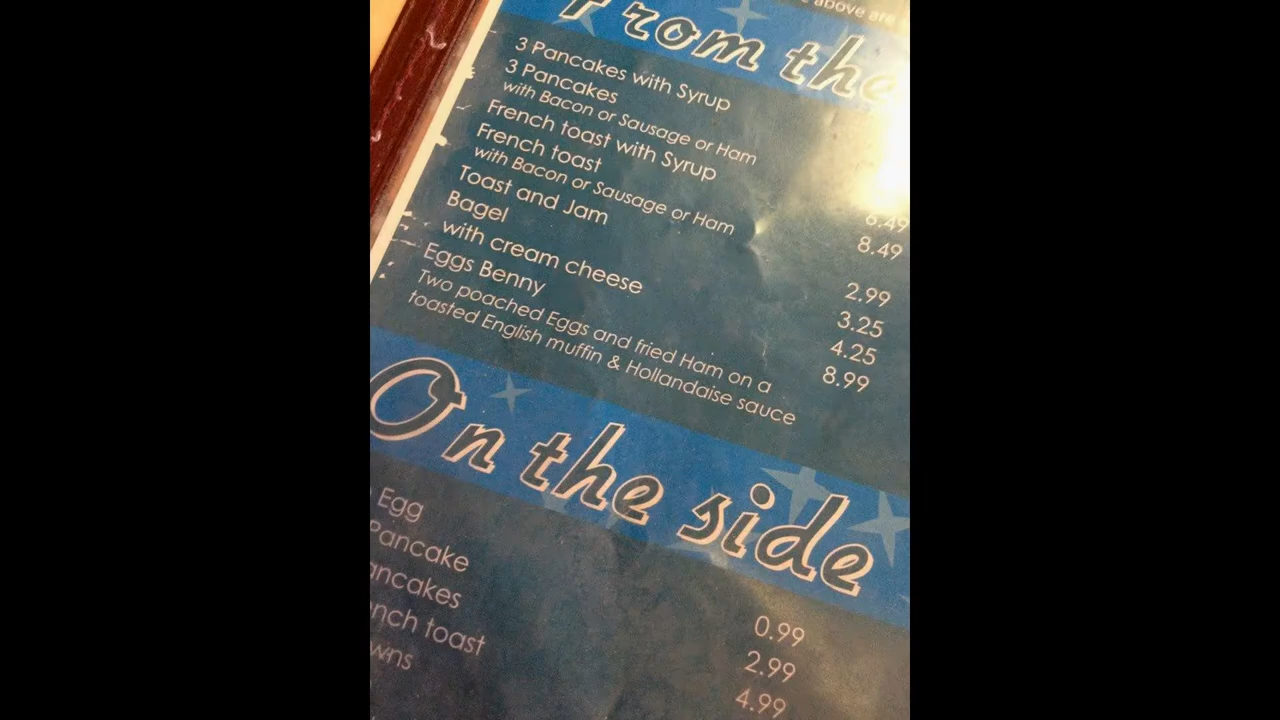 above are
From the
3 Pancakes with Syrup
3 Pancakes
with Bacon or Sausage or Ham
French toast with Syrup 6.49
French toast 8.49
with Bacon or Sausage or Ham
Toast and Jam 2.99
Bagel 3.25
with cream cheese 4.25
Eggs Benny 8.99
Two poached Eggs and fried Ham on a
toasted English muffin & Hollandaise sauce
On the side
Egg 0.99
Pancake 2.99
ancakes 4.99
nch toast
wns